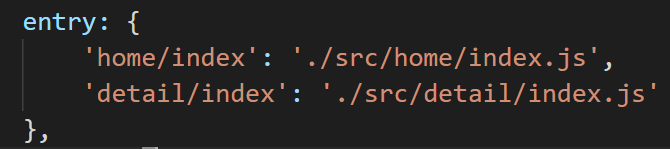 entry: {
    'home/index': './src/home/index.js',
    'detail/index': './src/detail/index.js'
},